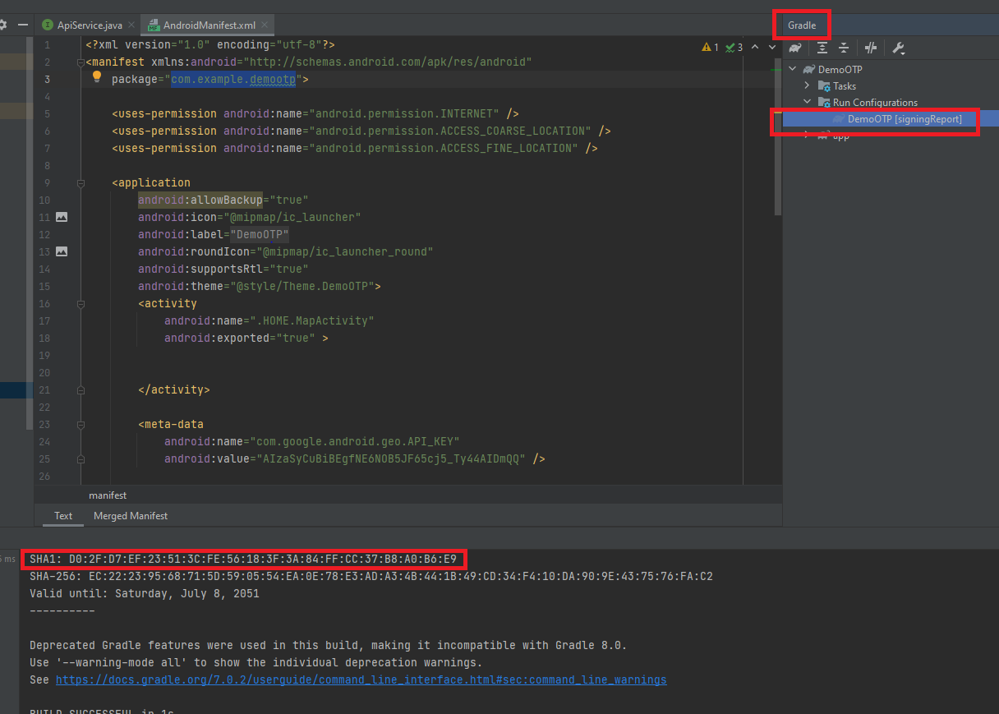 ApiService.java
AndroidManifest.xml
Gradle
1 <?xml version="1.0" encoding="utf-8"?>
1 3
2 <manifest xmlns:android="http://schemas.android.com/apk/res/android"
3 package="com.example.demootp">
4
5 <uses-permission android:name="android.permission.INTERNET" />
6 <uses-permission android:name="android.permission.ACCESS_COARSE_LOCATION" />
7 <uses-permission android:name="android.permission.ACCESS_FINE_LOCATION" />
8
9 <application
10 android:allowBackup="true"
11 android:icon="@mipmap/ic_launcher"
12 android:label="DemoOTP"
13 android:roundIcon="@mipmap/ic_launcher_round"
14 android:supportsRtl="true"
15 android:theme="@style/Theme.DemoOTP">
16 <activity
17 android:name=".HOME.MapActivity"
18 android:exported="true" >
19
20
21 </activity>
22
23 <meta-data
24 android:name="com.google.android.geo.API_KEY"
25 android:value="AIzaSyCuBiBEgfNE6NOB5JF65cj5_Ty44AIDmQQ" />
26
DemoOTP
Tasks
Run Configurations
DemoOTP [signingReport]
app
manifest
Text Merged Manifest
ms
SHA1: D0:2F:D7:EF:23:51:3C:FE:56:18:3F:3A:84:FF:CC:37:B8:A0:B6:E9
SHA-256: EC:22:23:95:68:71:5D:59:05:54:EA:0E:78:E3:AD:A3:4B:44:1B:49:CD:34:F4:10:DA:90:9E:43:75:76:FA:C2
Valid until: Saturday, July 8, 2051
----------
Deprecated Gradle features were used in this build, making it incompatible with Gradle 8.0.
Use '--warning-mode all' to show the individual deprecation warnings.
See https://docs.gradle.org/7.0.2/userguide/command_line_interface.html#sec:command_line_warnings
BUILD SUCCESSFUL in 1s